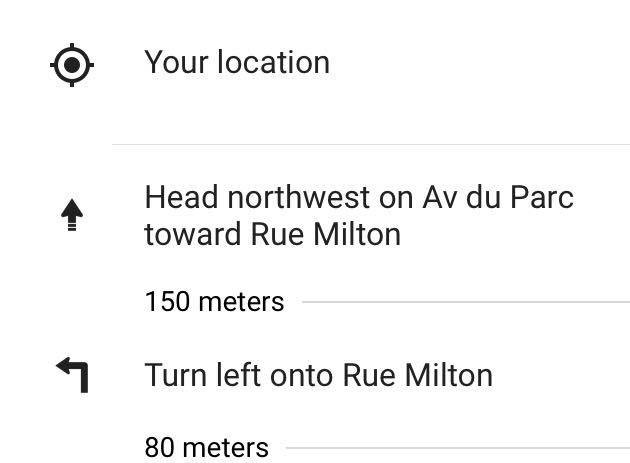 Your location
Head northwest on Av du Parc
toward Rue Milton
150 meters
Turn left onto Rue Milton
80 meters